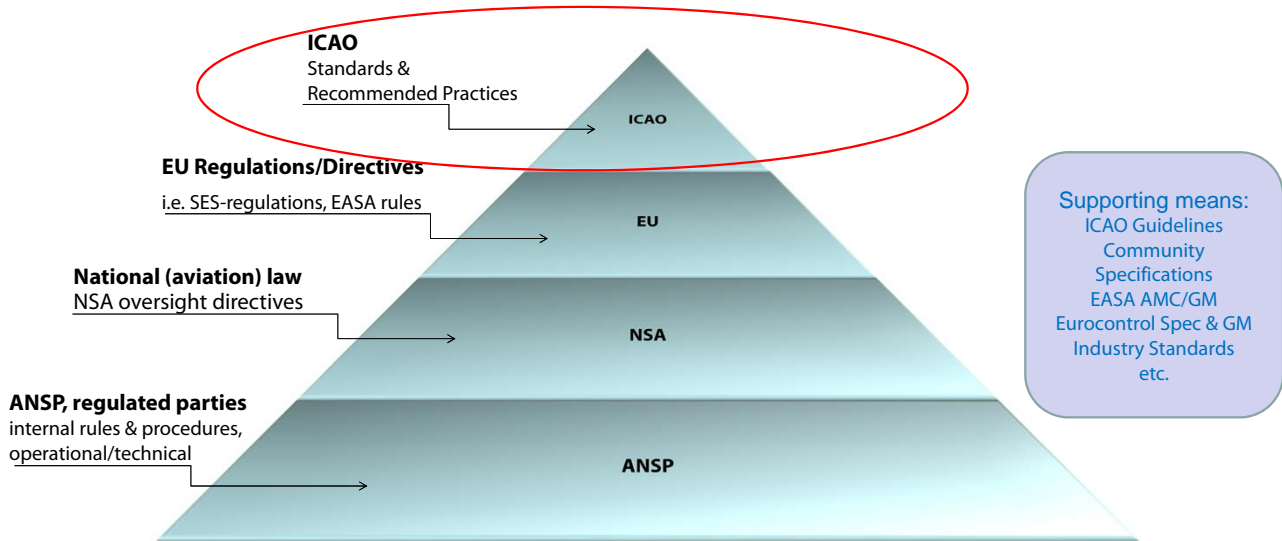 ICAO
Standards &
Recommended Practices
ICAO
EU Regulations/Directives
i.e. SES-regulations, EASA rules
EU
National (aviation) law
NSA oversight directives
NSA
ANSP, regulated parties
internal rules & procedures,
operational/technical
ANSP
Supporting means:
ICAO Guidelines
Community
Specifications
EASA AMC/GM
Eurocontrol Spec & GM
Industry Standards
etc.